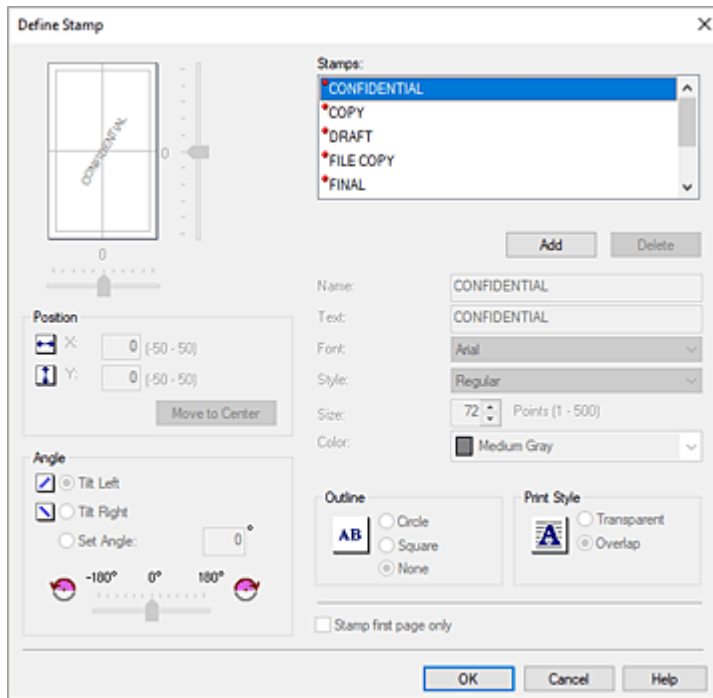 Define Stamp
CONFIDENTIAL
0
0
Position
X: 0 (-50 - 50)
Y: 0 (-50 - 50)
Move to Center
Angle
Tilt Left
Tilt Right
Set Angle: 0 °
-180° 0° 180°
Stamps:
CONFIDENTIAL
COPY
DRAFT
FILE COPY
FINAL
Add Delete
Name: CONFIDENTIAL
Text: CONFIDENTIAL
Font: Arial
Style: Regular
Size: 72 Points (1 - 500)
Color: Medium Gray
Outline
AB
Circle
Square
None
Print Style
A
Transparent
Overlap
Stamp first page only
OK Cancel Help